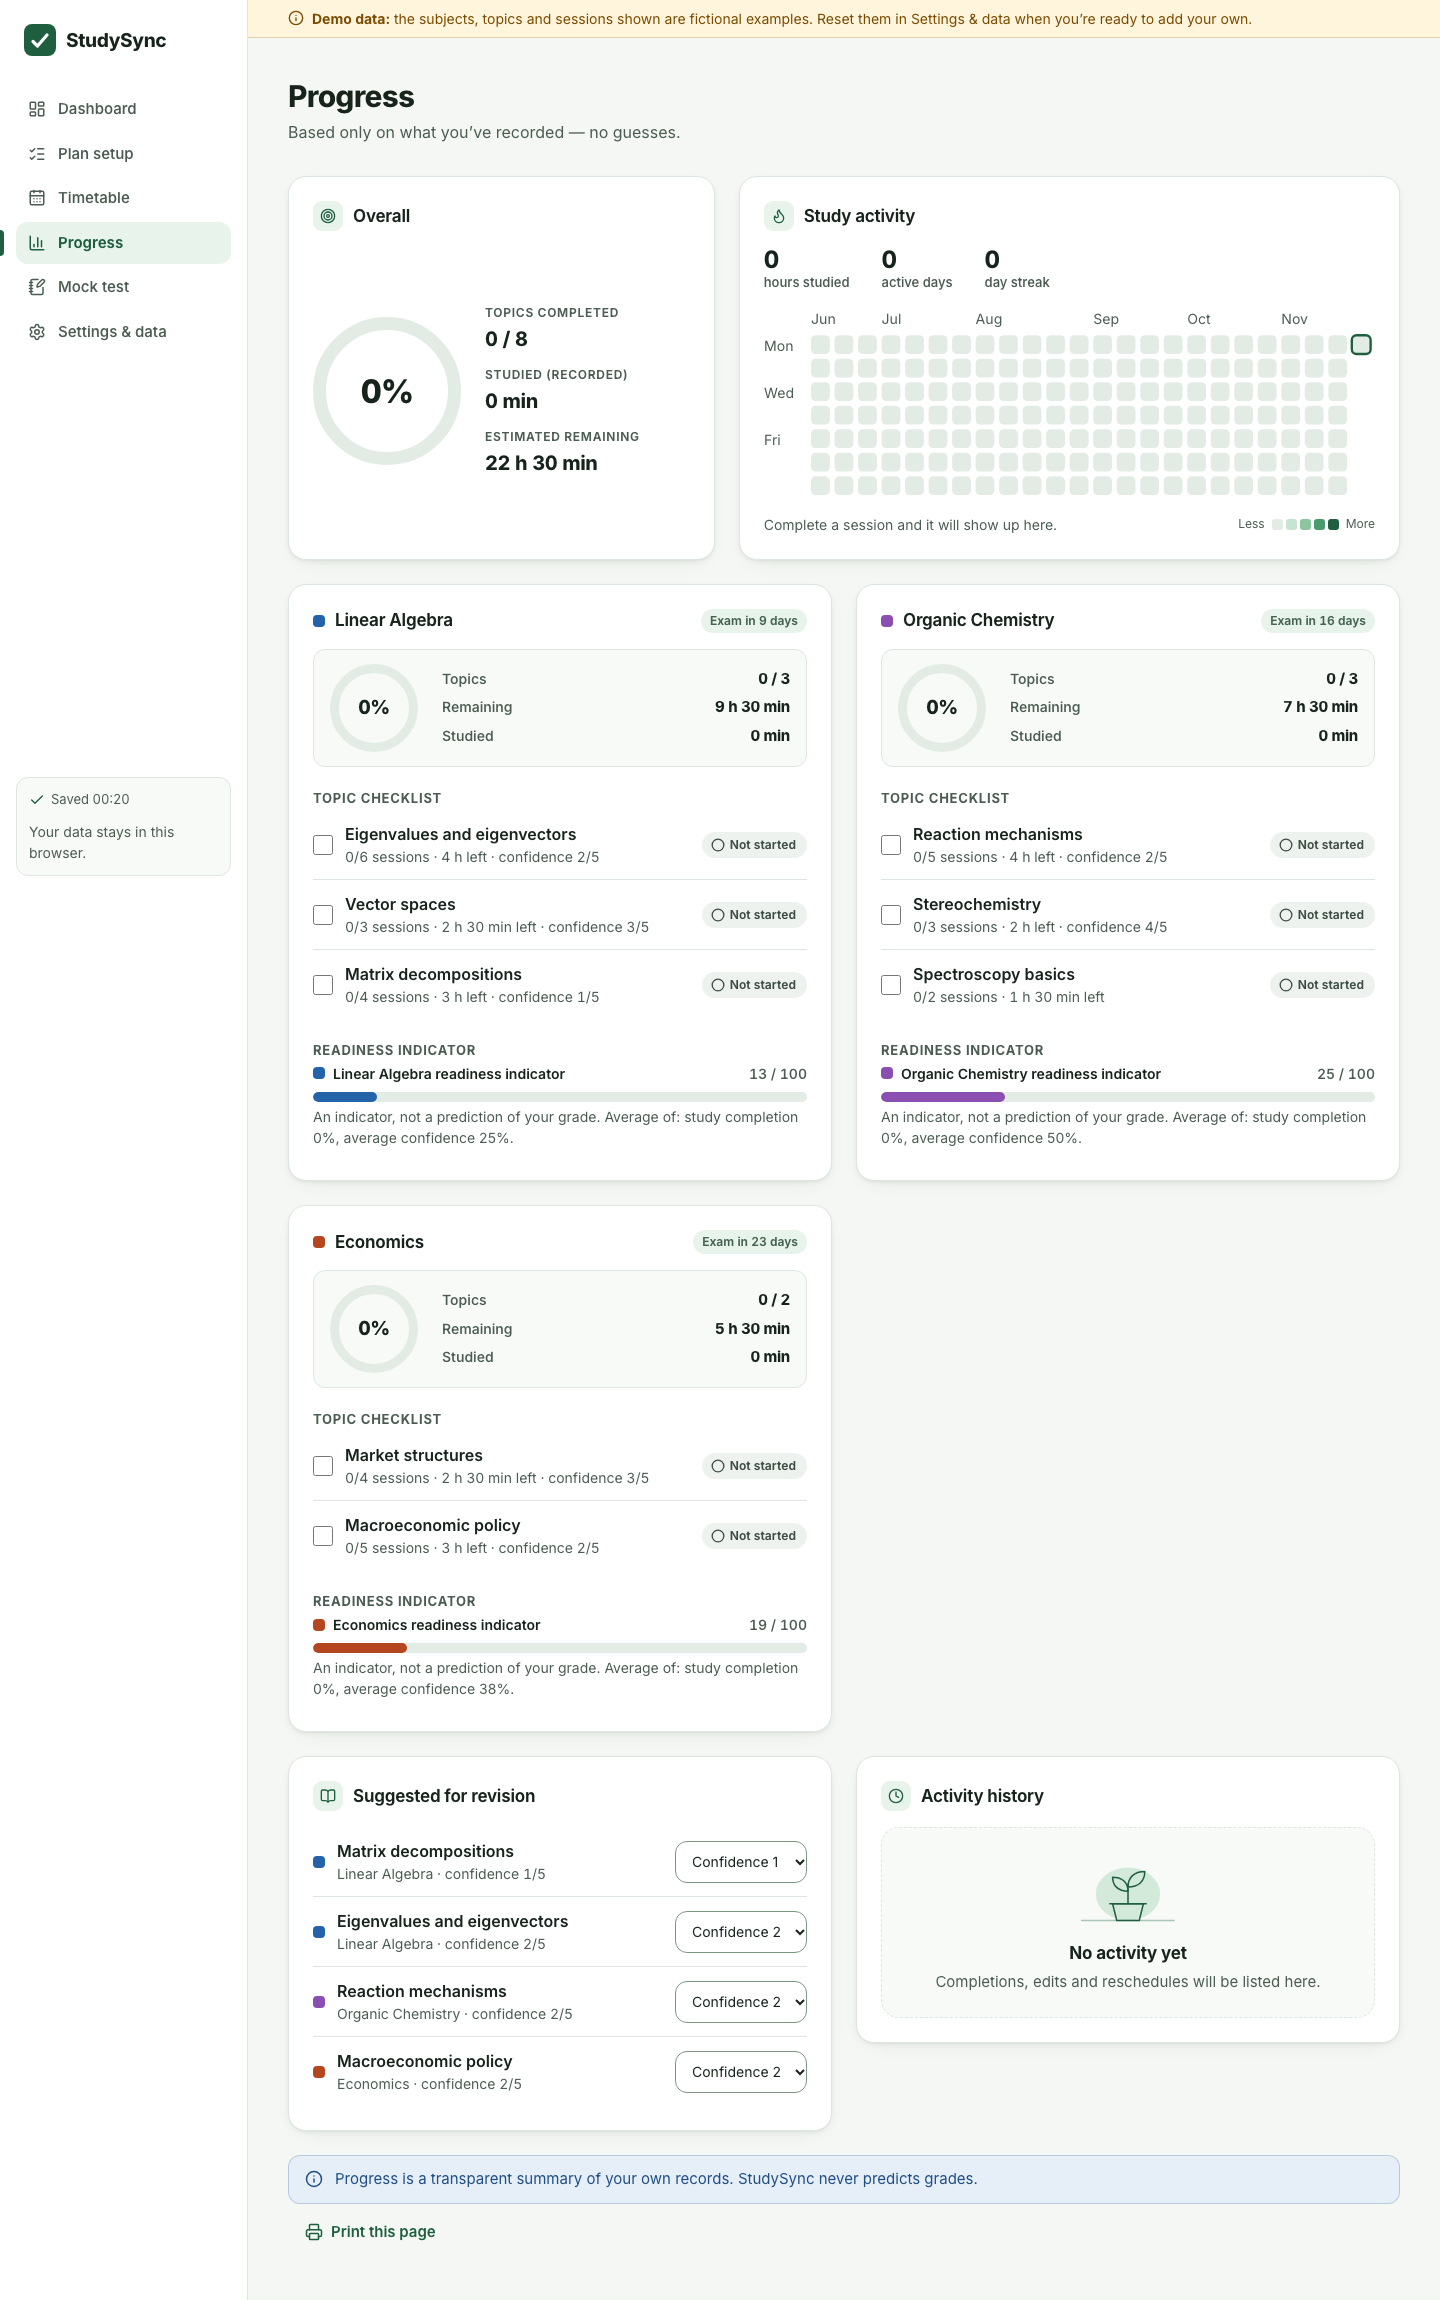 StudySync
Dashboard
Plan setup
Timetable
Progress
Mock test
Settings & data
Saved 00:20
Your data stays in this
browser.
Demo data: the subjects, topics and sessions shown are fictional examples. Reset them in Settings & data when you’re ready to add your own.
Progress
Based only on what you’ve recorded — no guesses.
Overall
0%
TOPICS COMPLETED
0 / 8
STUDIED (RECORDED)
0 min
ESTIMATED REMAINING
22 h 30 min
Study activity
0 0 0
hours studied active days day streak
Jun Jul Aug Sep Oct Nov
Mon
Wed
Fri
Complete a session and it will show up here. Less More
Linear Algebra Exam in 9 days
0%
Topics 0 / 3
Remaining 9 h 30 min
Studied 0 min
TOPIC CHECKLIST
Eigenvalues and eigenvectors
0/6 sessions · 4 h left · confidence 2/5
Not started
Vector spaces
0/3 sessions · 2 h 30 min left · confidence 3/5
Not started
Matrix decompositions
0/4 sessions · 3 h left · confidence 1/5
Not started
READINESS INDICATOR
Linear Algebra readiness indicator 13 / 100
An indicator, not a prediction of your grade. Average of: study completion
0%, average confidence 25%.
Organic Chemistry Exam in 16 days
0%
Topics 0 / 3
Remaining 7 h 30 min
Studied 0 min
TOPIC CHECKLIST
Reaction mechanisms
0/5 sessions · 4 h left · confidence 2/5
Not started
Stereochemistry
0/3 sessions · 2 h left · confidence 4/5
Not started
Spectroscopy basics
0/2 sessions · 1 h 30 min left
Not started
READINESS INDICATOR
Organic Chemistry readiness indicator 25 / 100
An indicator, not a prediction of your grade. Average of: study completion
0%, average confidence 50%.
Economics Exam in 23 days
0%
Topics 0 / 2
Remaining 5 h 30 min
Studied 0 min
TOPIC CHECKLIST
Market structures
0/4 sessions · 2 h 30 min left · confidence 3/5
Not started
Macroeconomic policy
0/5 sessions · 3 h left · confidence 2/5
Not started
READINESS INDICATOR
Economics readiness indicator 19 / 100
An indicator, not a prediction of your grade. Average of: study completion
0%, average confidence 38%.
Suggested for revision
Matrix decompositions
Linear Algebra · confidence 1/5
Confidence 1
Eigenvalues and eigenvectors
Linear Algebra · confidence 2/5
Confidence 2
Reaction mechanisms
Organic Chemistry · confidence 2/5
Confidence 2
Macroeconomic policy
Economics · confidence 2/5
Confidence 2
Activity history
No activity yet
Completions, edits and reschedules will be listed here.
Progress is a transparent summary of your own records. StudySync never predicts grades.
Print this page